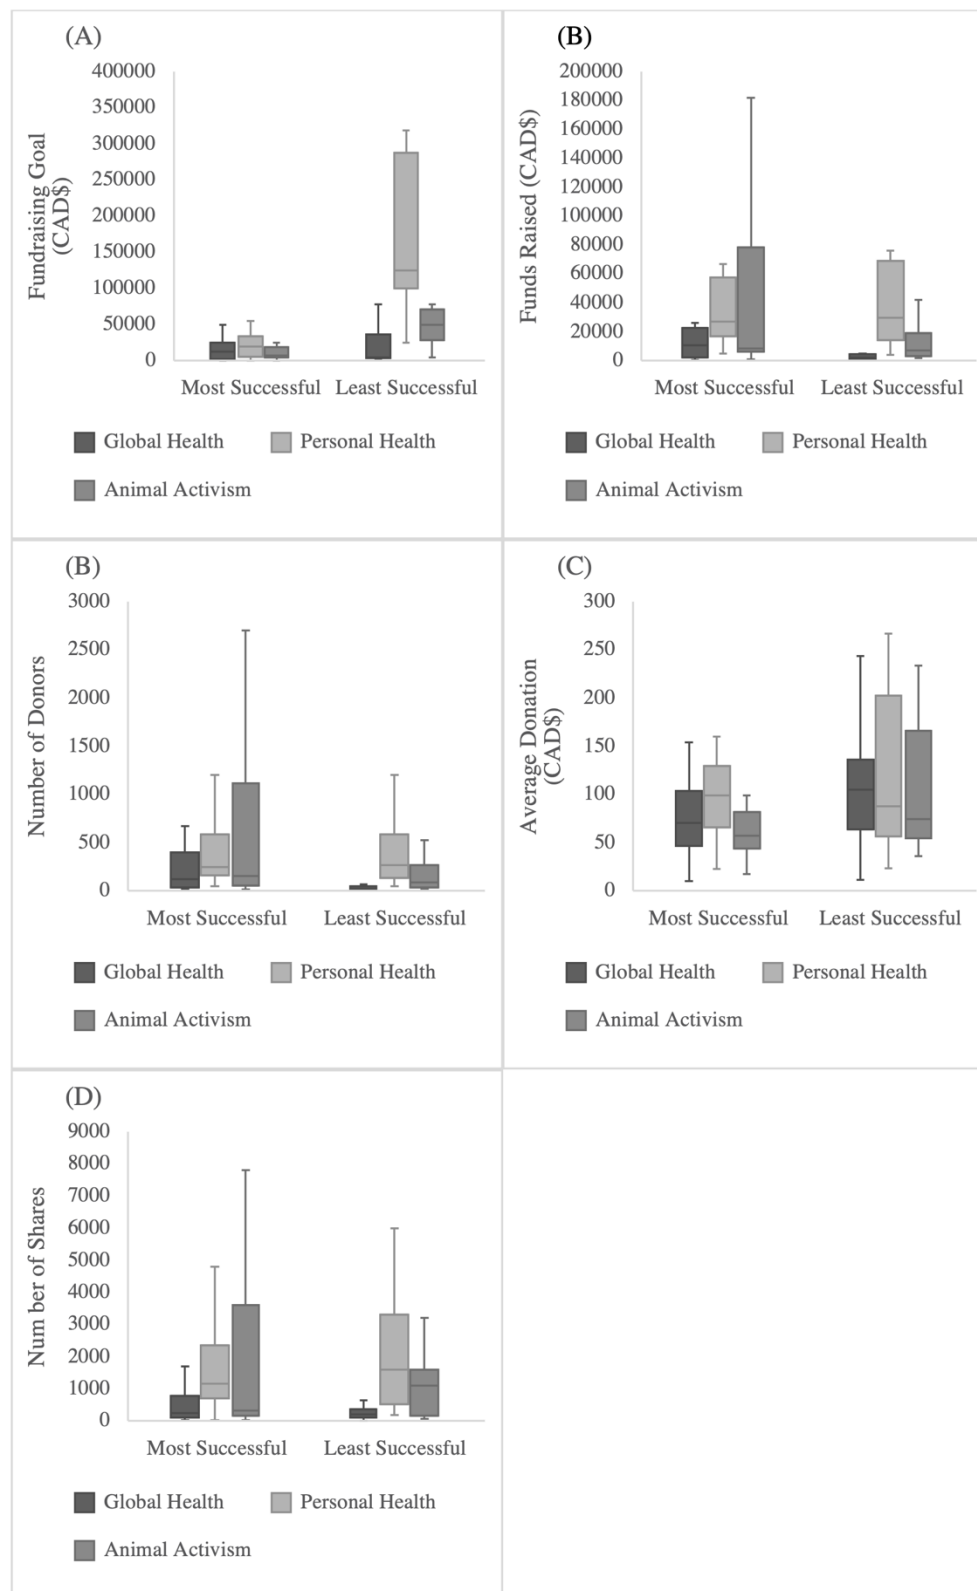 (A)
Fundraising Goal
(CAD$)
400000
350000
300000
250000
200000
150000
100000
50000
0
Most Successful Least Successful
Global Health Personal Health
Animal Activism
(B)
Funds Raised (CAD$)
200000
180000
160000
140000
120000
100000
80000
60000
40000
20000
0
Most Successful Least Successful
Global Health Personal Health
Animal Activism
(B)
Number of Donors
3000
2500
2000
1500
1000
500
0
Most Successful Least Successful
Global Health Personal Health
Animal Activism
(C)
Average Donation
(CAD$)
300
250
200
150
100
50
0
Most Successful Least Successful
Global Health Personal Health
Animal Activism
(D)
Num ber of Shares
9000
8000
7000
6000
5000
4000
3000
2000
1000
0
Most Successful Least Successful
Global Health Personal Health
Animal Activism